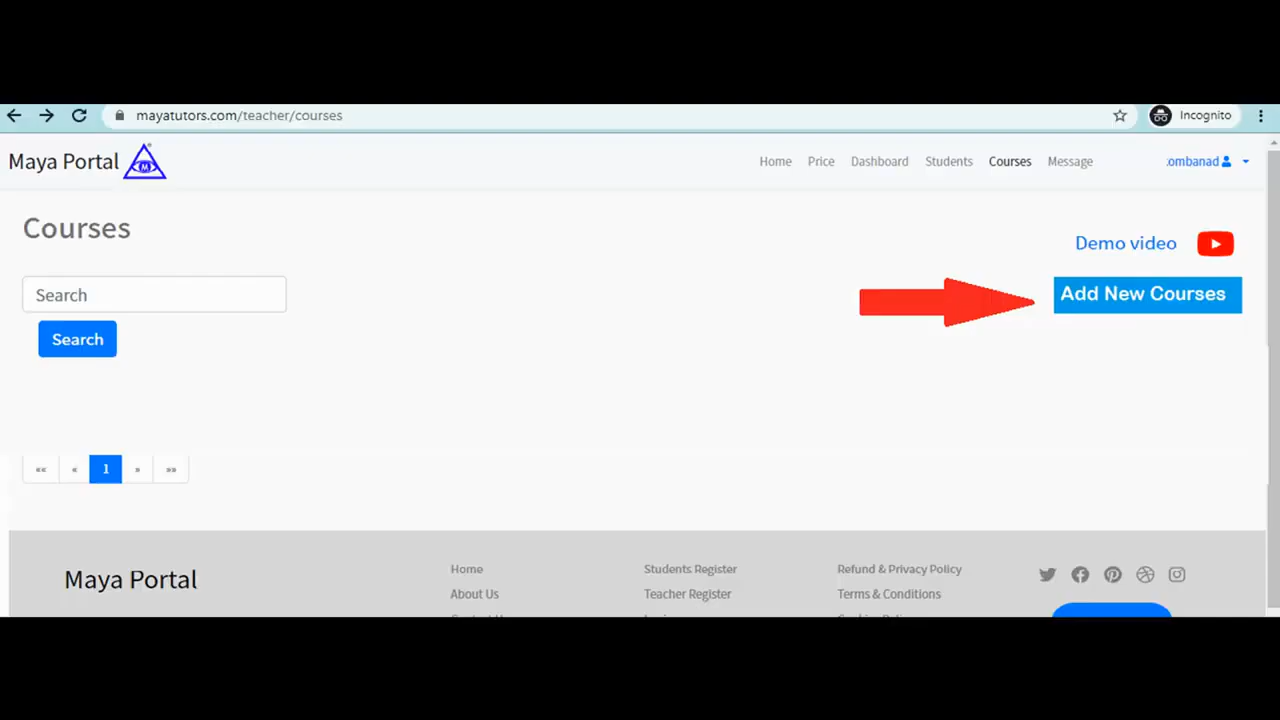 mayatutors.com/teacher/courses
Incognito
Maya Portal
M
Home Price Dashboard Students Courses Message
ombanad
Courses
Demo video
Search
Add New Courses
Search
«« « 1 » »»
Maya Portal
Home Students Register Refund & Privacy Policy
About Us Teacher Register Terms & Conditions